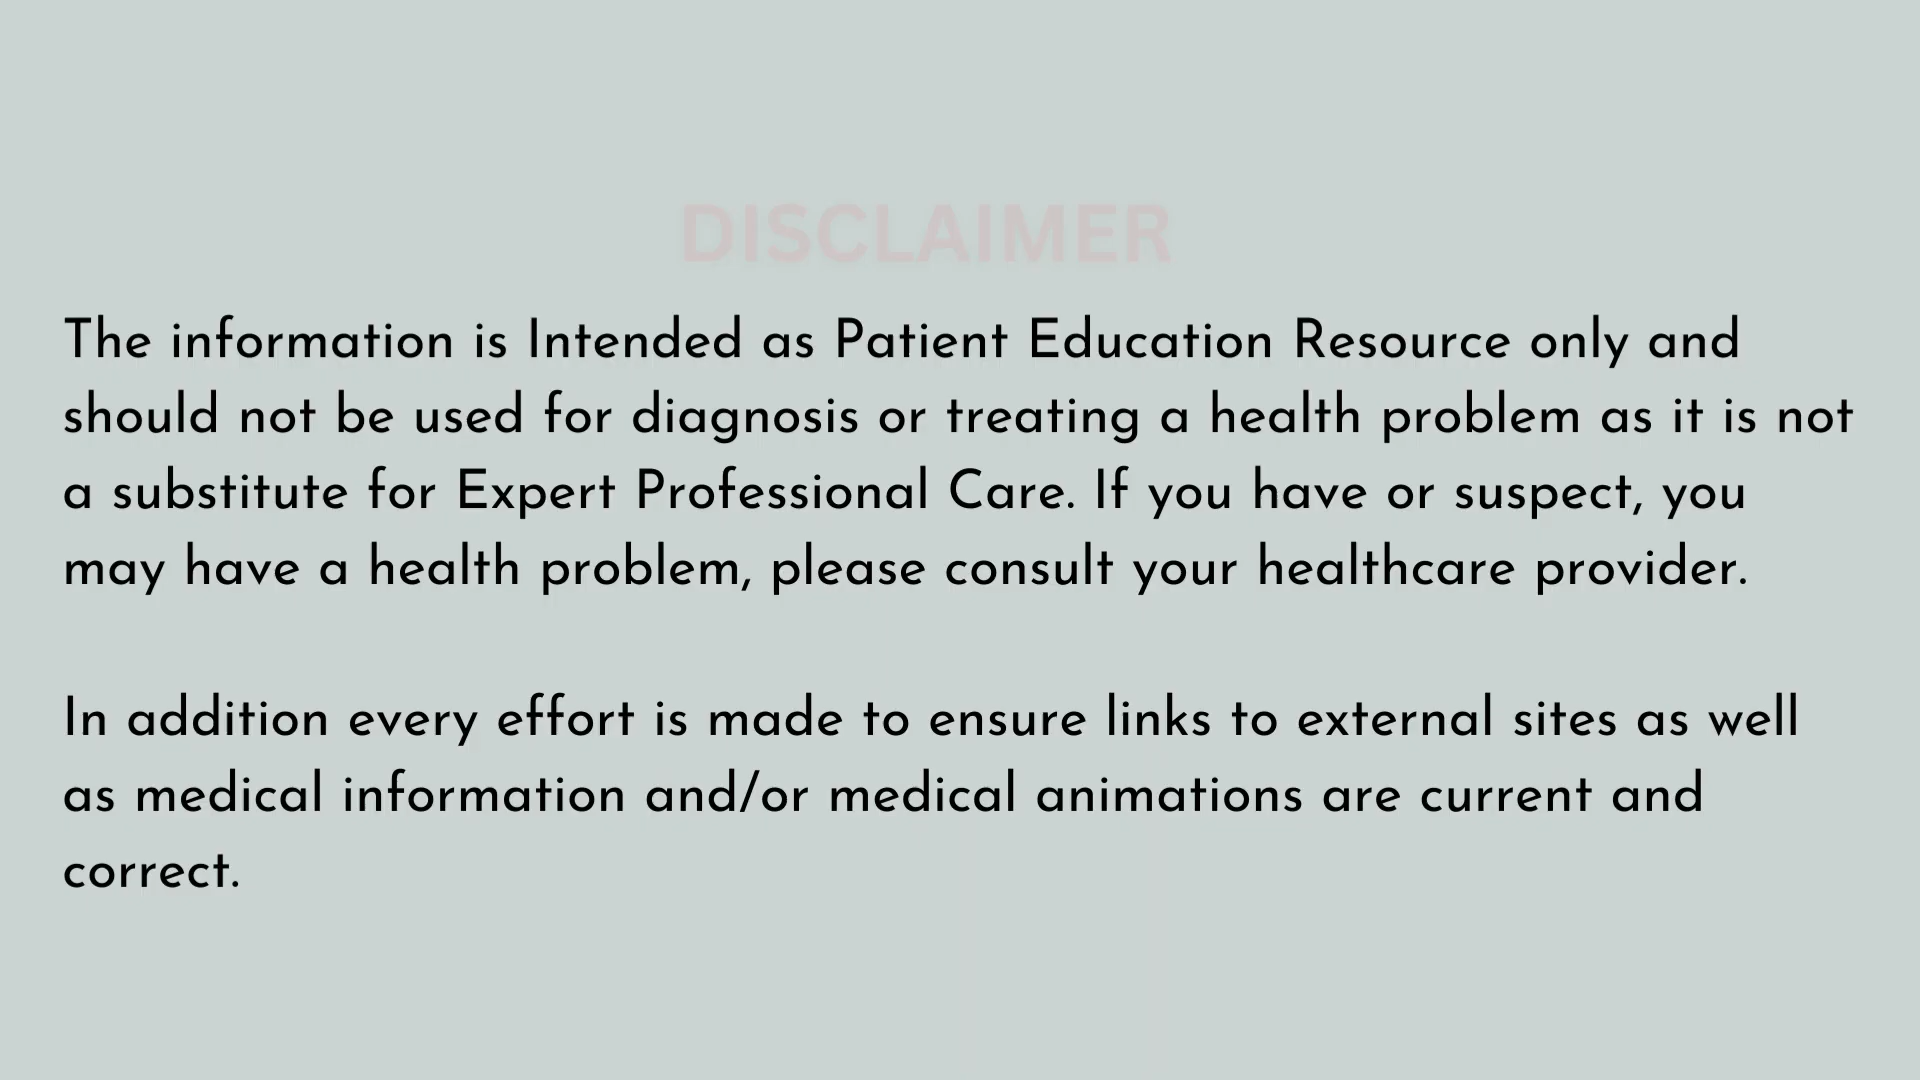 DISCLAIMER
The information is Intended as Patient Education Resource only and
should not be used for diagnosis or treating a health problem as it is not
a substitute for Expert Professional Care. If you have or suspect, you
may have a health problem, please consult your healthcare provider.
In addition every effort is made to ensure links to external sites as well
as medical information and/or medical animations are current and
correct.